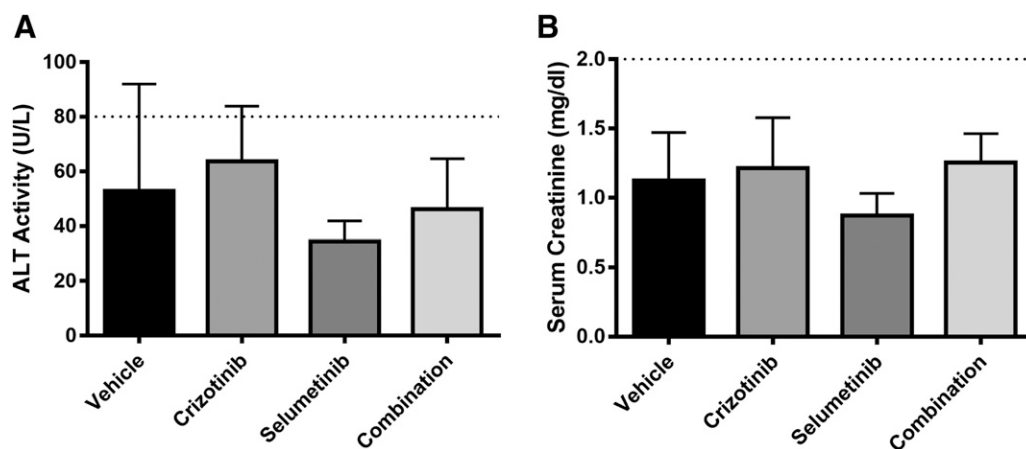 A
ALT Activity (U/L)
100
80
60
40
20
0
Vehicle
Crizotinib
Selumetinib
Combination
B
Serum Creatinine (mg/dl)
2.0
1.5
1.0
0.5
0.0
Vehicle
Crizotinib
Selumetinib
Combination